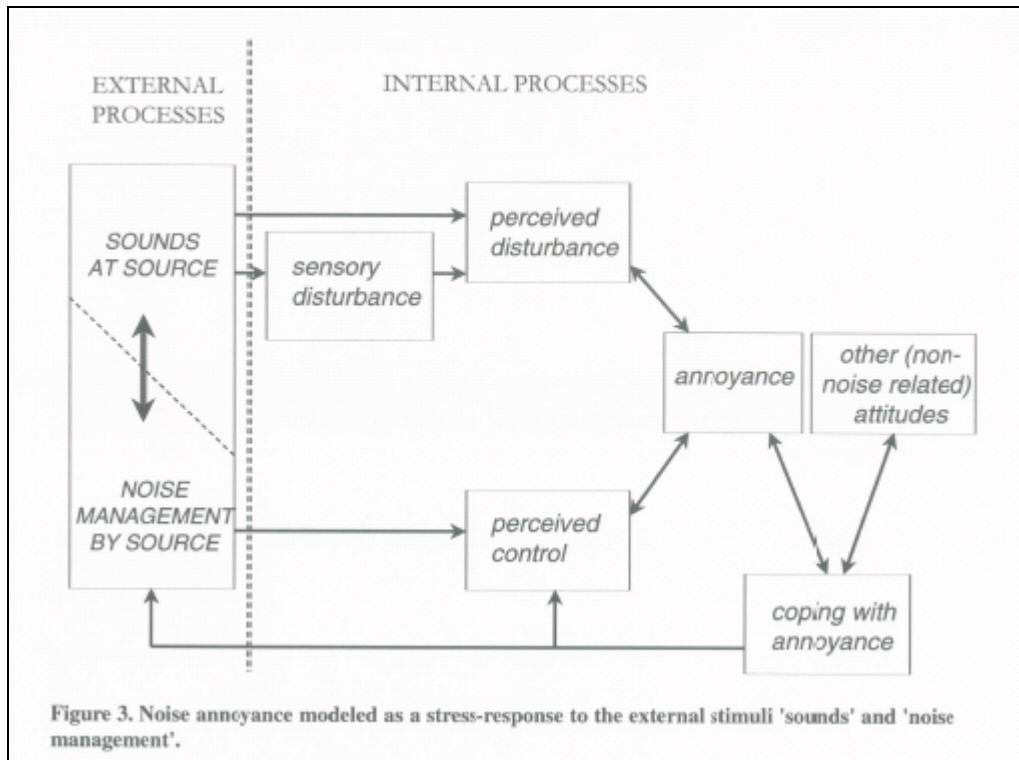 EXTERNAL
PROCESSES
INTERNAL PROCESSES
SOUNDS
AT SOURCE
sensory
disturbance
perceived
disturbance
annoyance
other (non-
noise related)
attitudes
NOISE
MANAGEMENT
BY SOURCE
perceived
control
coping with
annoyance
Figure 3. Noise annoyance modeled as a stress-response to the external stimuli 'sounds' and 'noise
management'.